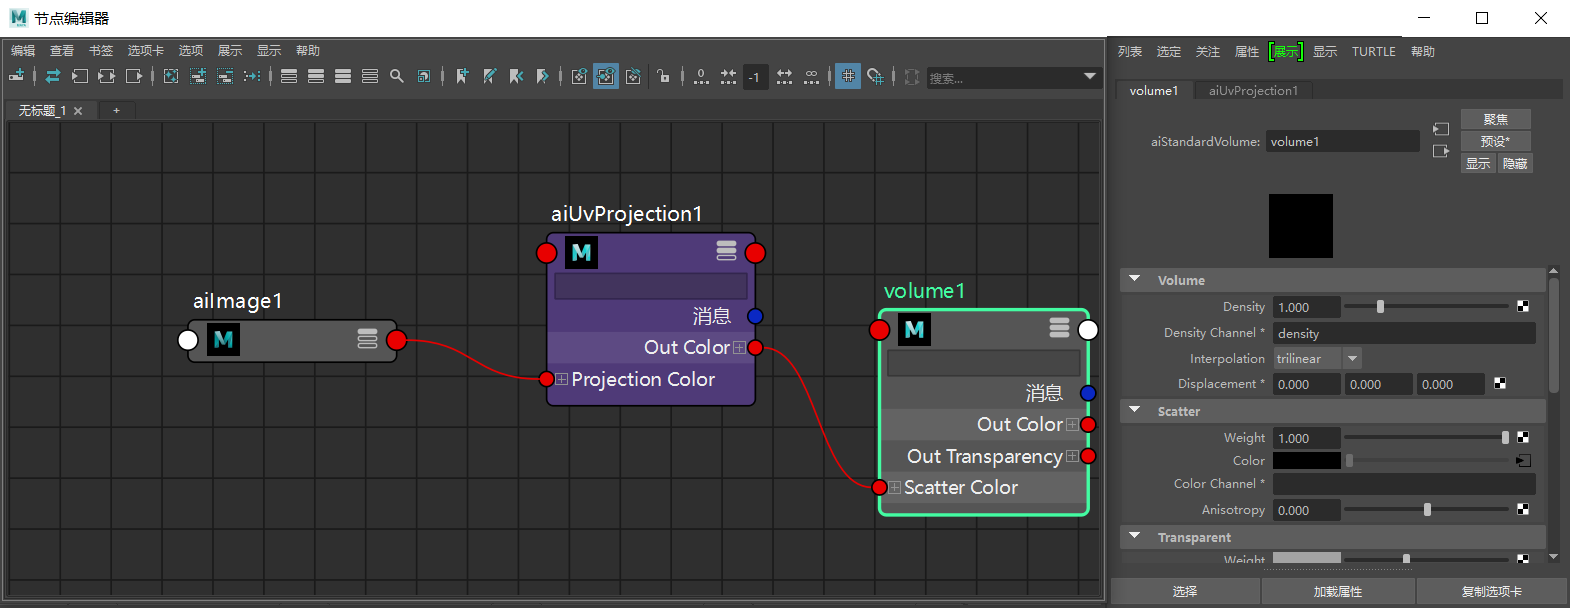 节点编辑器
编辑 查看 书签 选项卡 选项 展示 显示 帮助
-1
0
∞
搜索...
无标题_1 ×
+
aiUvProjection1
消息
Out Color
Projection Color
aiImage1
volume1
消息
Out Color
Out Transparency
Scatter Color
列表 选定 关注 属性 展示 显示 TURTLE 帮助
volume1 aiUvProjection1
聚焦
aiStandardVolume: volume1
预设*
显示 隐藏
Volume
Density 1.000
Density Channel * density
Interpolation trilinear
Displacement * 0.000 0.000 0.000
Scatter
Weight 1.000
Color
Color Channel *
Anisotropy 0.000
Transparent
Weight
选择 加载属性 复制选项卡